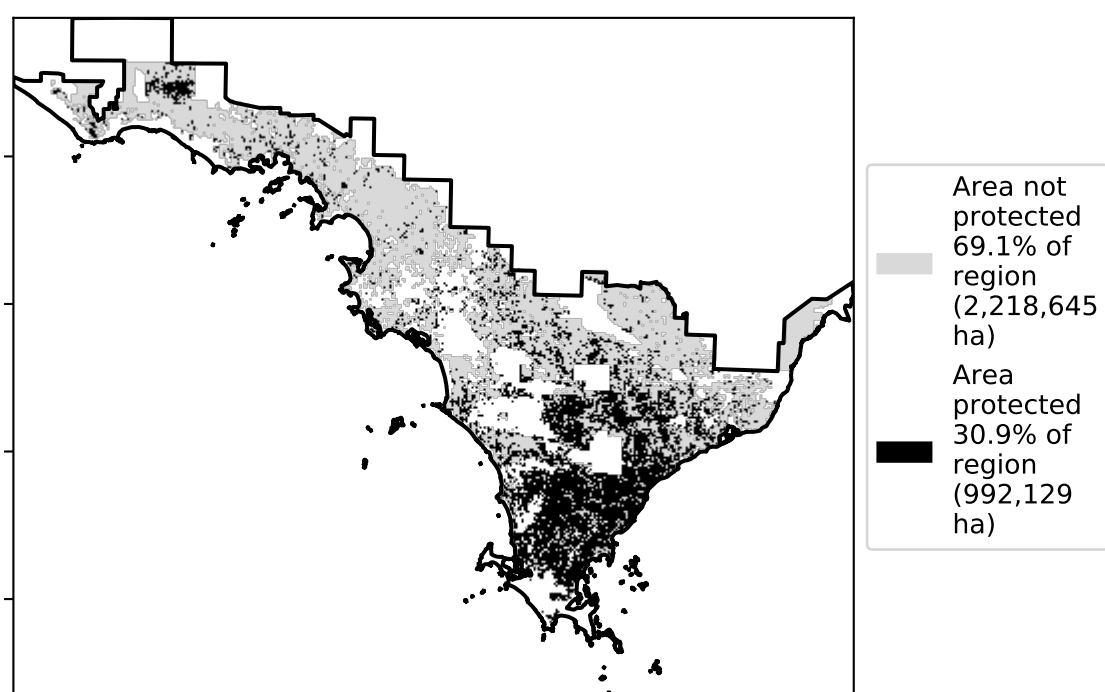 Area not
protected
69.1% of
region
(2,218,645
ha)
Area
protected
30.9% of
region
(992,129
ha)